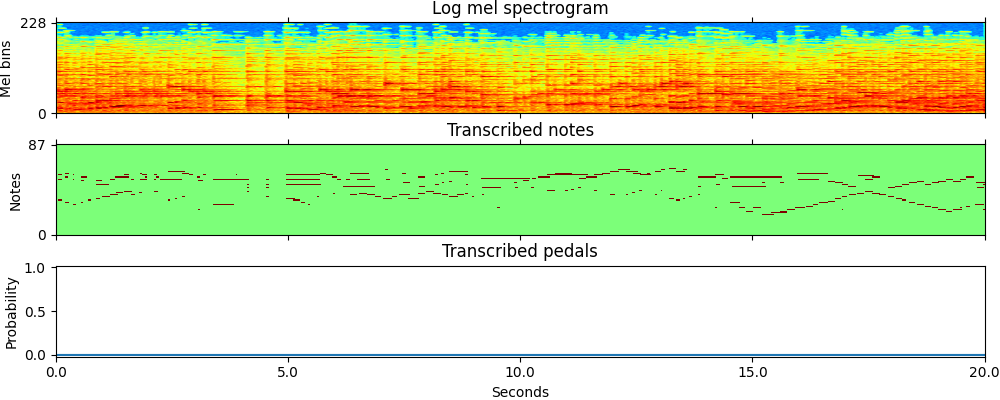 Log mel spectrogram
228
Mel bins
0
Transcribed notes
87
Notes
0
Transcribed pedals
1.0
Probability
0.5
0.0
0.0 5.0 10.0 15.0 20.0
Seconds